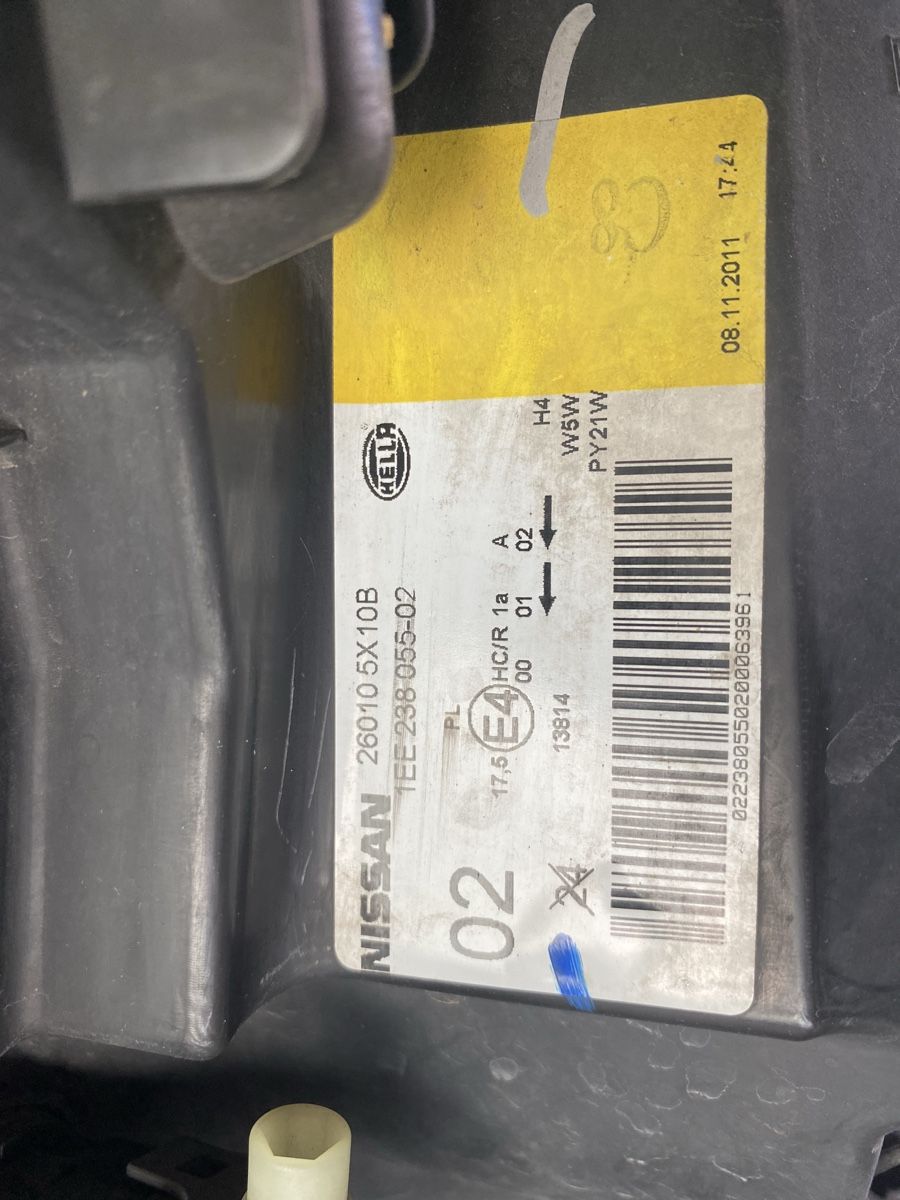 HELLA
NISSAN 26010 5X10B
1EE 238 055-02
02
PL
17,5 E4 HC/R 1a A
00 01 02
13814
24
H4
W5W
PY21W
0223805502000063961
08.11.2011 17:44